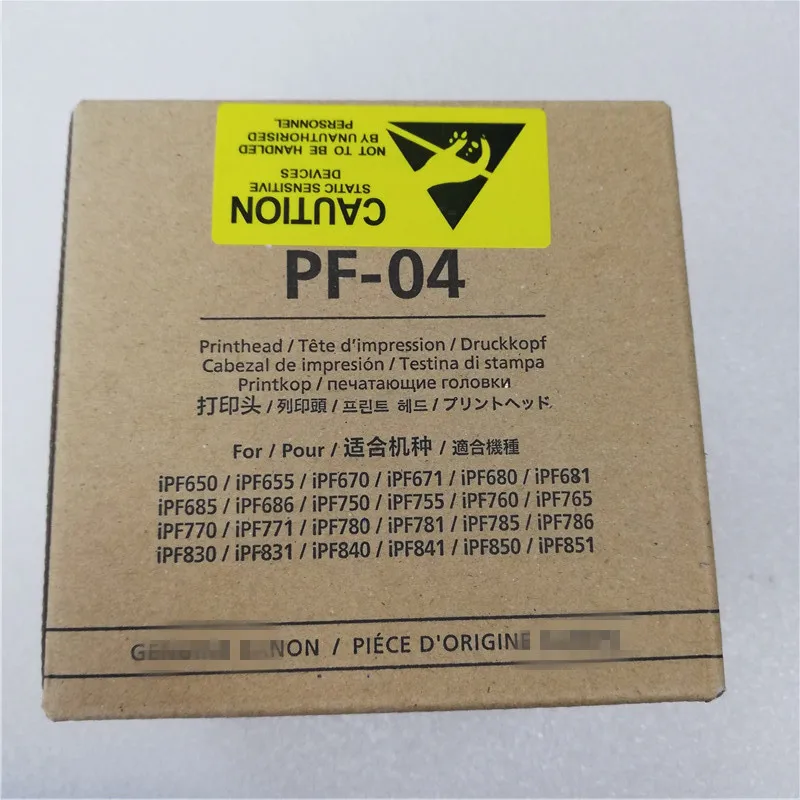 CAUTION
STATIC SENSITIVE
DEVICES
NOT TO BE HANDLED
BY UNAUTHORISED
PERSONNEL
PF-04
Printhead / Tête d'impression / Druckkopf
Cabezal de impresión / Testina di stampa
Printkop / печатающие головки
打印头 / 列印頭 / 프린트 헤드 / プリントヘッド
For / Pour / 适合机种 / 適合機種
iPF650 / iPF655 / iPF670 / iPF671 / iPF680 / iPF681
iPF685 / iPF686 / iPF750 / iPF755 / iPF760 / iPF765
iPF770 / iPF771 / iPF780 / iPF781 / iPF785 / iPF786
iPF830 / iPF831 / iPF840 / iPF841 / iPF850 / iPF851
/ PIÉCE D'ORIGINE